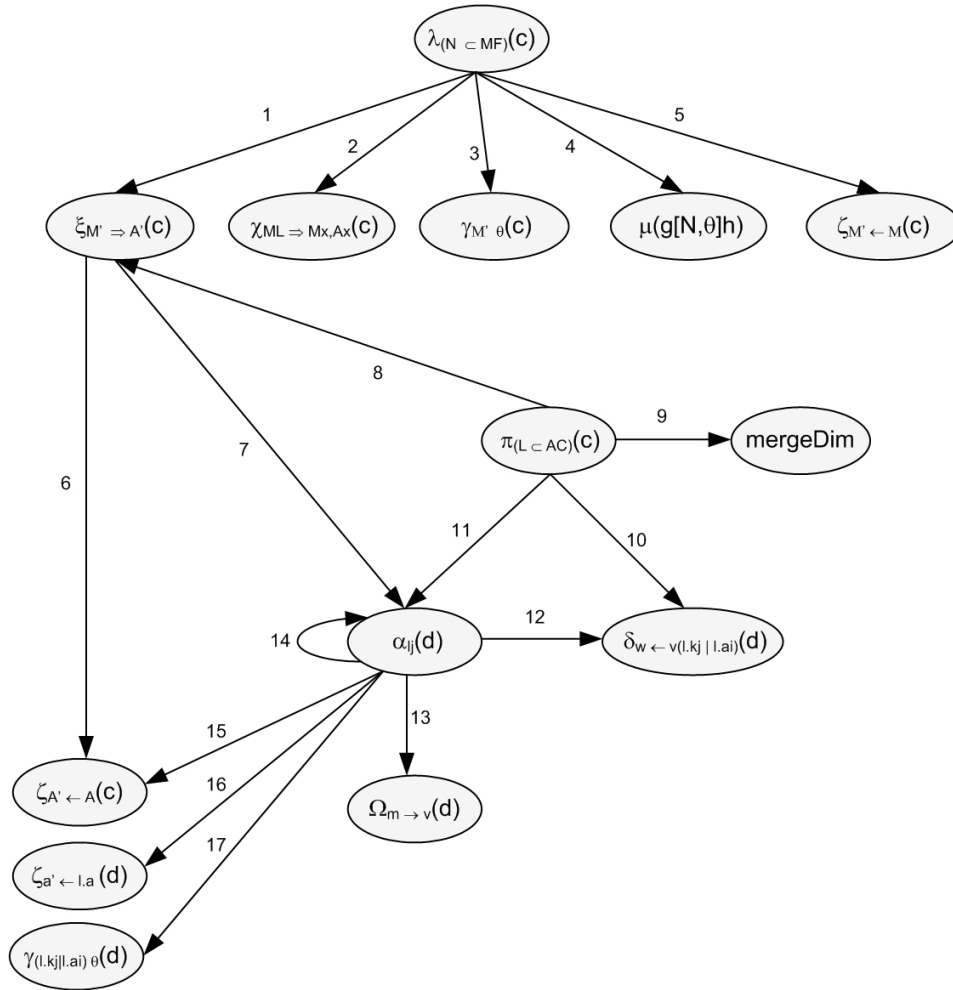 λ(N ⊂ MF)(c)
1
2
3
4
5
ξM' ⇒ A'(c)
χML ⇒ Mx,Ax(c)
γM' θ(c)
μ(g[N,θ]h)
ζM' ← M(c)
8
9
π(L ⊂ AC)(c)
mergeDim
7
6
11
10
14
αlj(d)
12
δw ← v(l.kj | l.ai)(d)
13
15
16
17
ζA' ← A(c)
Ωm → v(d)
ζa' ← l.a (d)
γ(l.kj|l.ai) θ(d)